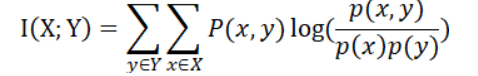 I(X; Y) = ∑_{y∈Y} ∑_{x∈X} P(x, y) log(p(x, y) / p(x)p(y))